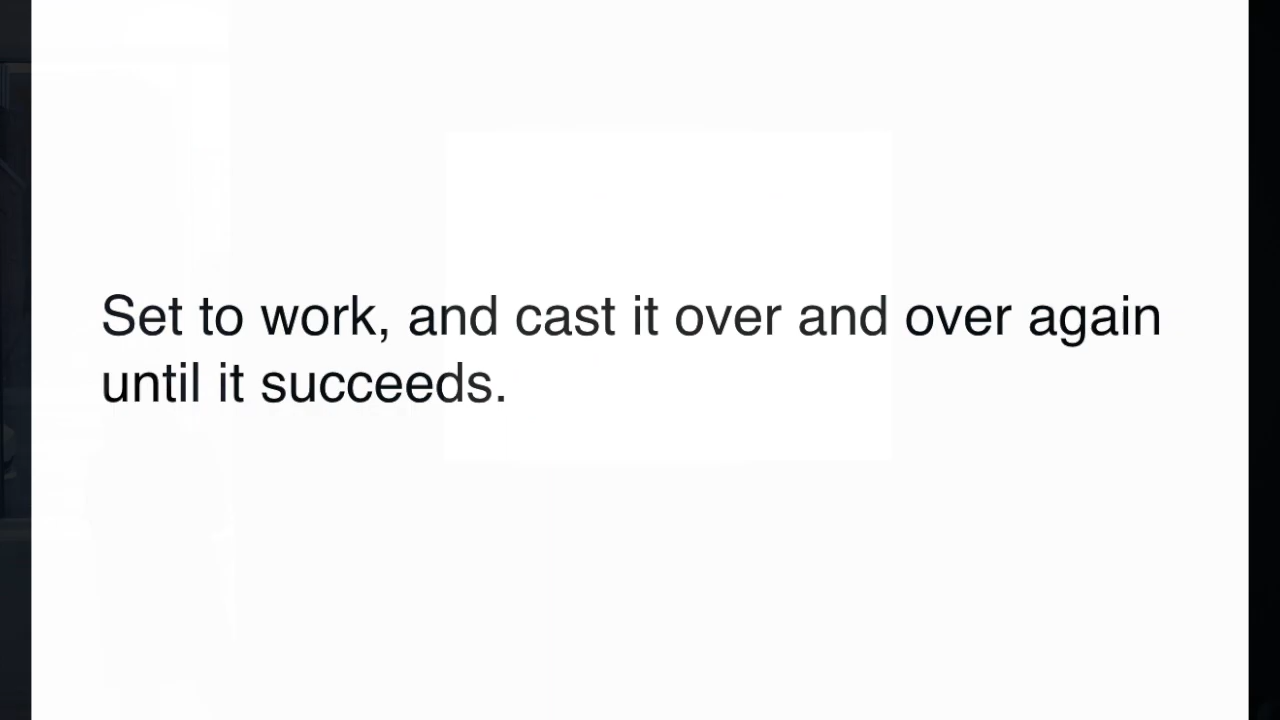 Set to work, and cast it over and over again
until it succeeds.